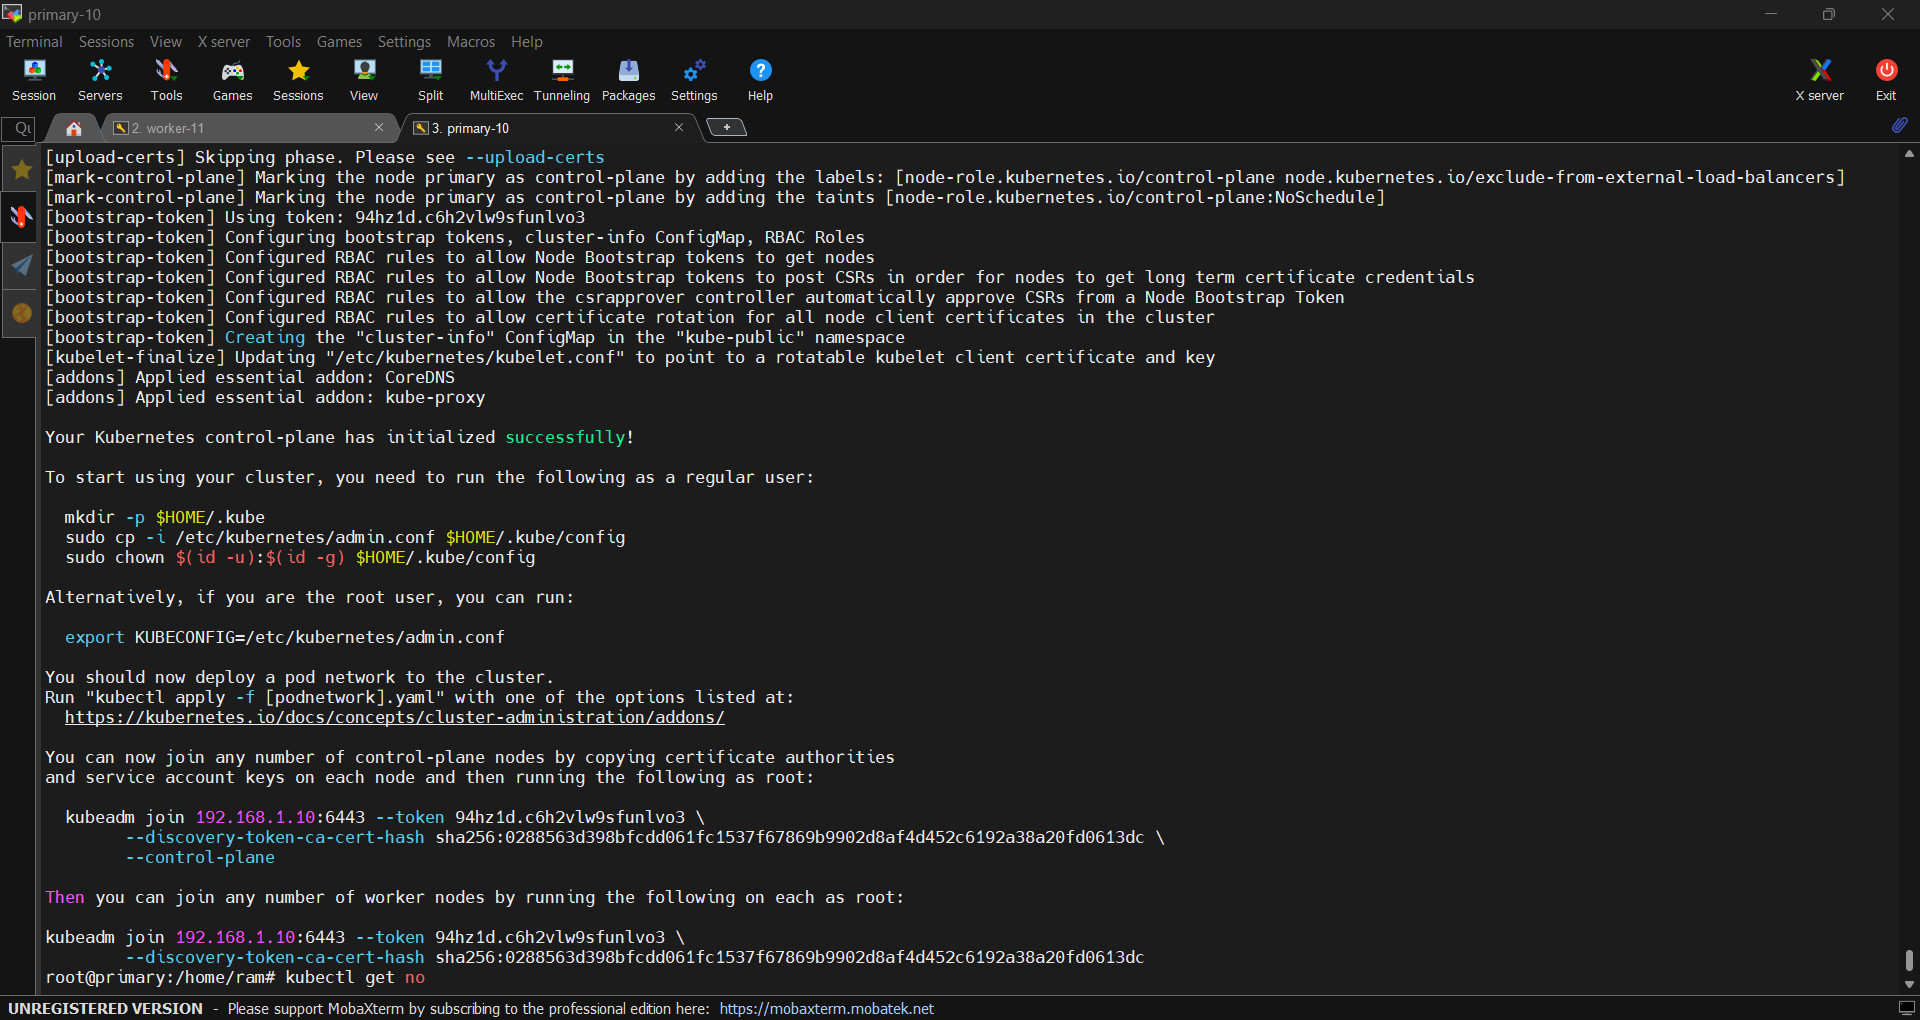 primary-10
Terminal Sessions View X server Tools Games Settings Macros Help
Session Servers Tools Games Sessions View Split MultiExec Tunneling Packages Settings Help X server Exit
2. worker-11 3. primary-10
[upload-certs] Skipping phase. Please see --upload-certs
[mark-control-plane] Marking the node primary as control-plane by adding the labels: [node-role.kubernetes.io/control-plane node.kubernetes.io/exclude-from-external-load-balancers]
[mark-control-plane] Marking the node primary as control-plane by adding the taints [node-role.kubernetes.io/control-plane:NoSchedule]
[bootstrap-token] Using token: 94hz1d.c6h2vlw9sfunlvo3
[bootstrap-token] Configuring bootstrap tokens, cluster-info ConfigMap, RBAC Roles
[bootstrap-token] Configured RBAC rules to allow Node Bootstrap tokens to get nodes
[bootstrap-token] Configured RBAC rules to allow Node Bootstrap tokens to post CSRs in order for nodes to get long term certificate credentials
[bootstrap-token] Configured RBAC rules to allow the csrapprover controller automatically approve CSRs from a Node Bootstrap Token
[bootstrap-token] Configured RBAC rules to allow certificate rotation for all node client certificates in the cluster
[bootstrap-token] Creating the "cluster-info" ConfigMap in the "kube-public" namespace
[kubelet-finalize] Updating "/etc/kubernetes/kubelet.conf" to point to a rotatable kubelet client certificate and key
[addons] Applied essential addon: CoreDNS
[addons] Applied essential addon: kube-proxy
Your Kubernetes control-plane has initialized successfully!
To start using your cluster, you need to run the following as a regular user:
mkdir -p $HOME/.kube
sudo cp -i /etc/kubernetes/admin.conf $HOME/.kube/config
sudo chown $(id -u):$(id -g) $HOME/.kube/config
Alternatively, if you are the root user, you can run:
export KUBECONFIG=/etc/kubernetes/admin.conf
You should now deploy a pod network to the cluster.
Run "kubectl apply -f [podnetwork].yaml" with one of the options listed at:
https://kubernetes.io/docs/concepts/cluster-administration/addons/
You can now join any number of control-plane nodes by copying certificate authorities
and service account keys on each node and then running the following as root:
kubeadm join 192.168.1.10:6443 --token 94hz1d.c6h2vlw9sfunlvo3 \
--discovery-token-ca-cert-hash sha256:0288563d398bfcdd061fc1537f67869b9902d8af4d452c6192a38a20fd0613dc \
--control-plane
Then you can join any number of worker nodes by running the following on each as root:
kubeadm join 192.168.1.10:6443 --token 94hz1d.c6h2vlw9sfunlvo3 \
--discovery-token-ca-cert-hash sha256:0288563d398bfcdd061fc1537f67869b9902d8af4d452c6192a38a20fd0613dc
root@primary:/home/ram# kubectl get no
UNREGISTERED VERSION - Please support MobaXterm by subscribing to the professional edition here: https://mobaxterm.mobatek.net